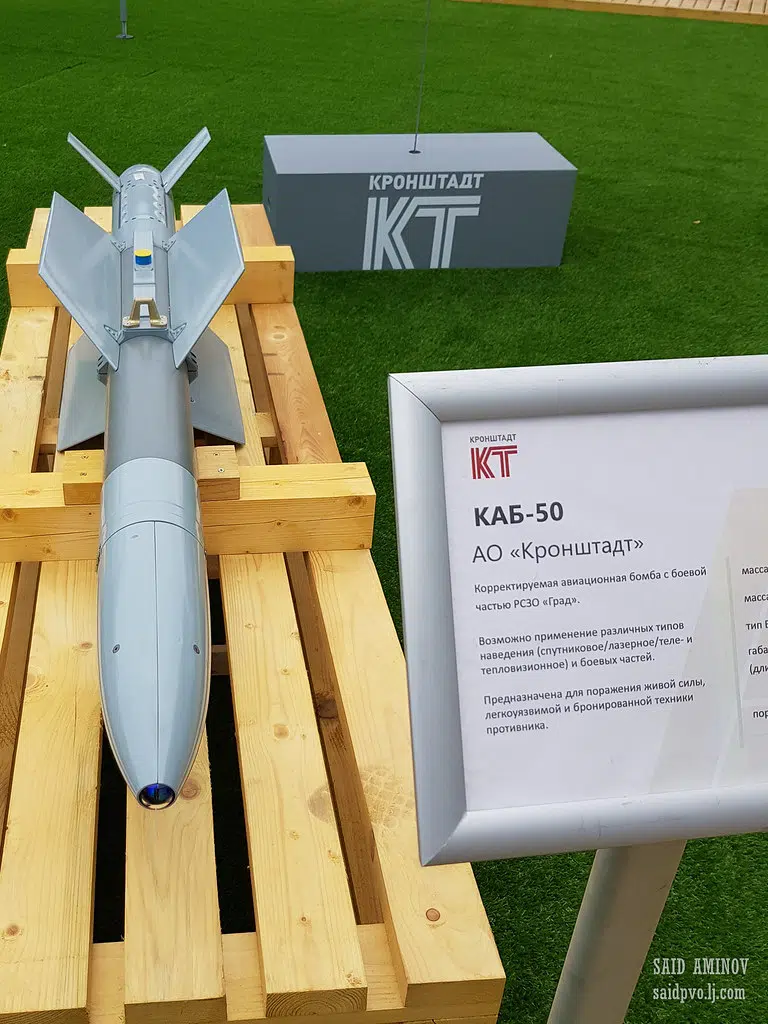 КРОНШТАДТ
КТ
КРОНШТАДТ
КТ
КАБ-50
АО «Кронштадт»
Корректируемая авиационная бомба с боевой
частью РСЗО «Град».
Возможно применение различных типов
наведения (спутниковое/лазерное/теле- и
тепловизионное) и боевых частей.
Предназначена для поражения живой силы,
легкоуязвимой и бронированной техники
противника.
масса
масса
тип
(дли
SAID AMINOV
saidpvo.lj.com